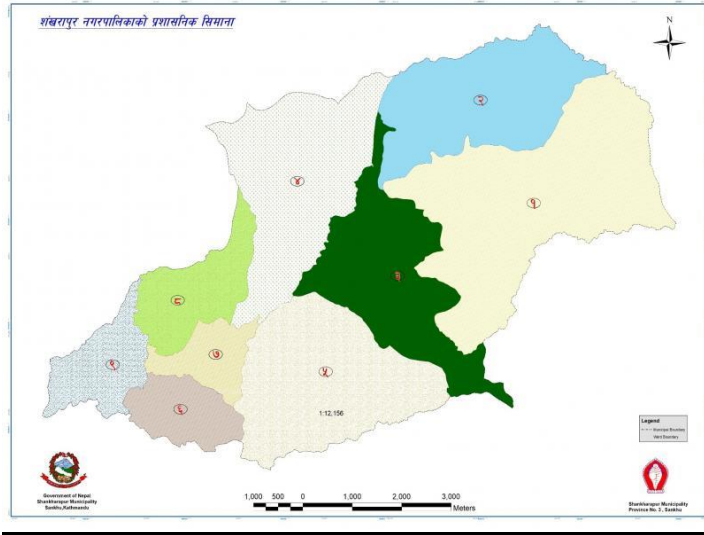 शंखरापुर नगरपालिकाको प्रशासनिक सिमाना
N
२
४
१
३
८
७
९
५
६
1:12,156
Legend
Municipal Boundary
Ward Boundary
Government of Nepal
Shankharapur Municipality
Sankhu,Kathmandu
1,000 500 0 1,000 2,000 3,000
Meters
Shankharapur Municipality
Province No. 3 , Sankhu